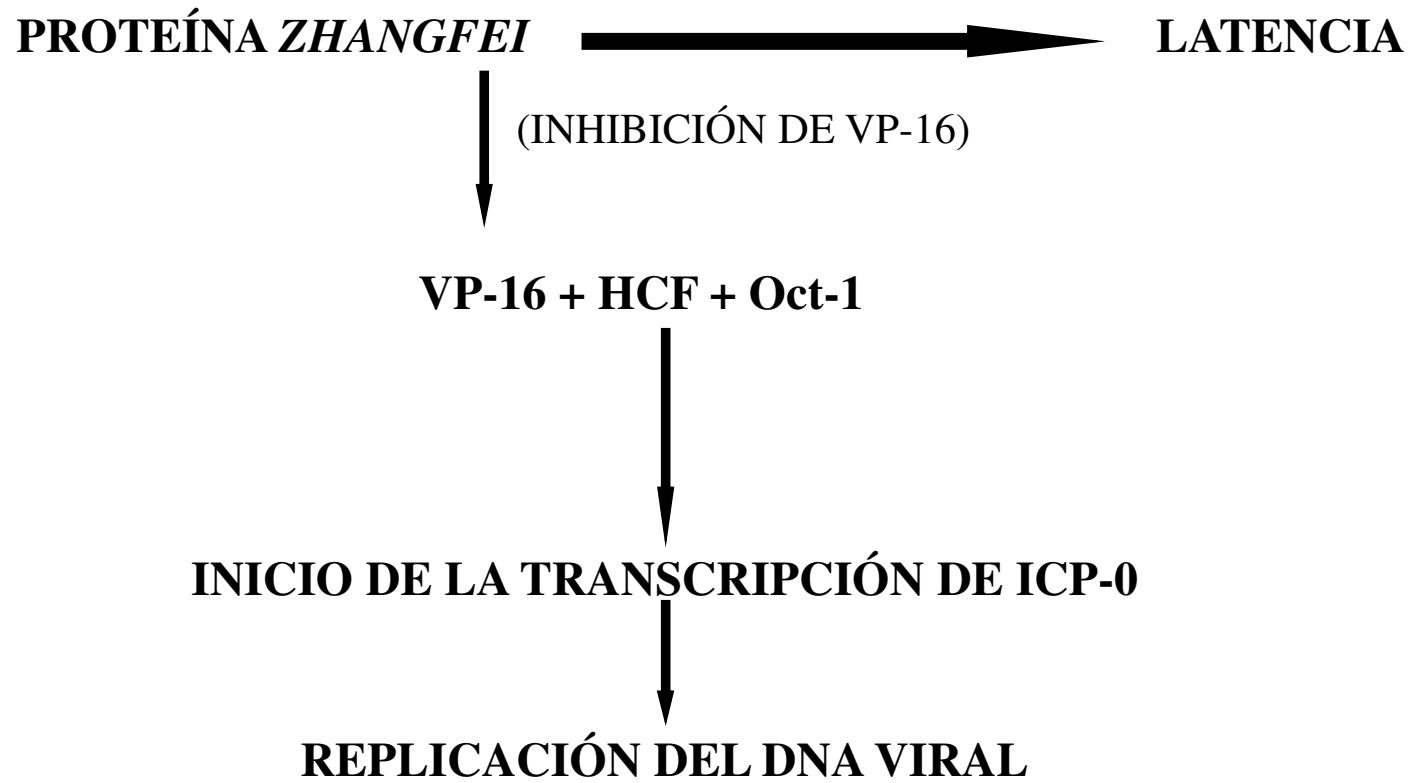 PROTEÍNA ZHANGFEI LATENCIA
(INHIBICIÓN DE VP-16)
VP-16 + HCF + Oct-1
INICIO DE LA TRANSCRIPCIÓN DE ICP-0
REPLICACIÓN DEL DNA VIRAL